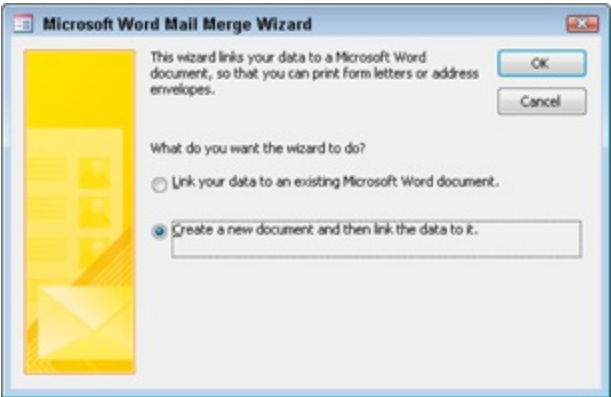 Microsoft Word Mail Merge Wizard
This wizard links your data to a Microsoft Word
document, so that you can print form letters or address
envelopes.
OK
Cancel
What do you want the wizard to do?
Link your data to an existing Microsoft Word document.
Create a new document and then link the data to it.